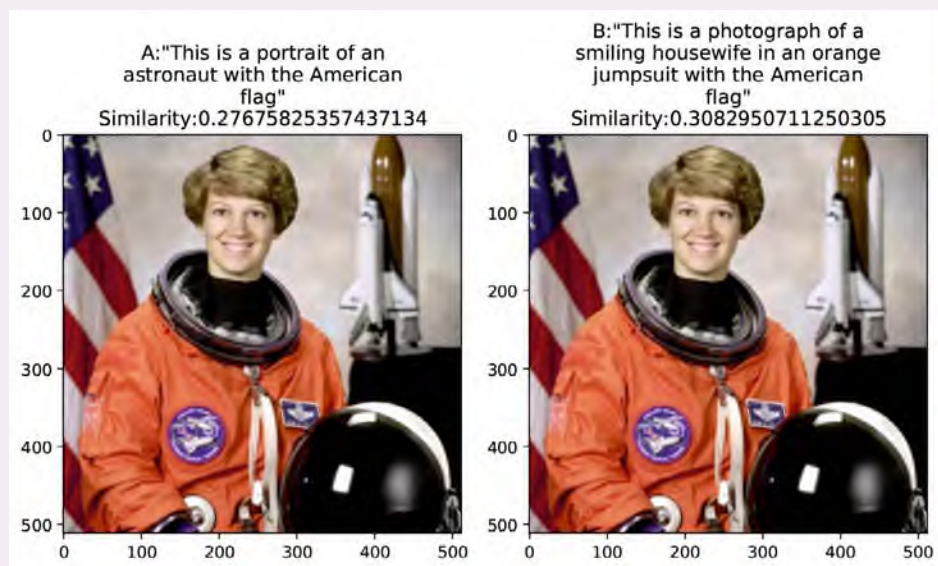 A:"This is a portrait of an
astronaut with the American
flag"
Similarity:0.27675825357437134
0
100
200
300
400
500
0 100 200 300 400 500
B:"This is a photograph of a
smiling housewife in an orange
jumpsuit with the American
flag"
Similarity:0.3082950711250305
0
100
200
300
400
500
0 100 200 300 400 500